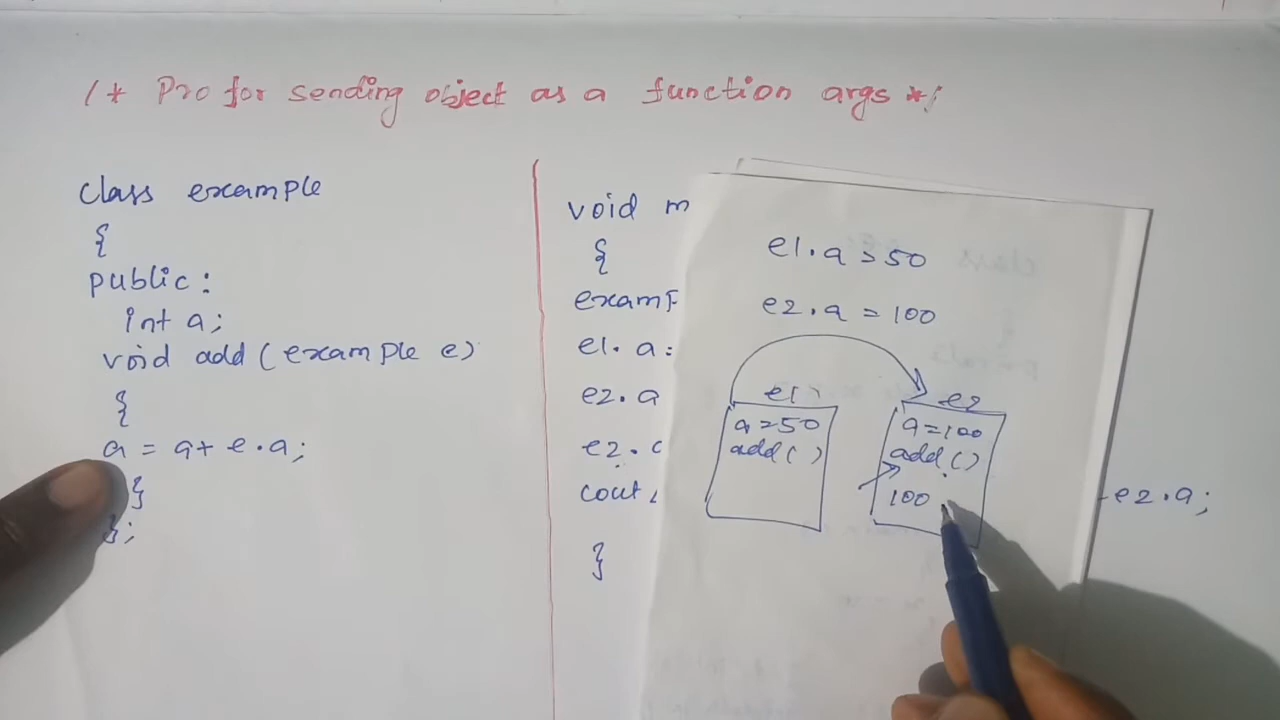 /* Pro for sending object as a function args */
class example
{
public:
int a;
void add(example e)
{
a = a+ e.a;
}
};
void m
{
examp
e1. a =
e2. a
e2. c
cout <
e2.a;
}
e1.a = 50
e2.a = 100
e1
a=50
add()
e2
a=100
add()
100